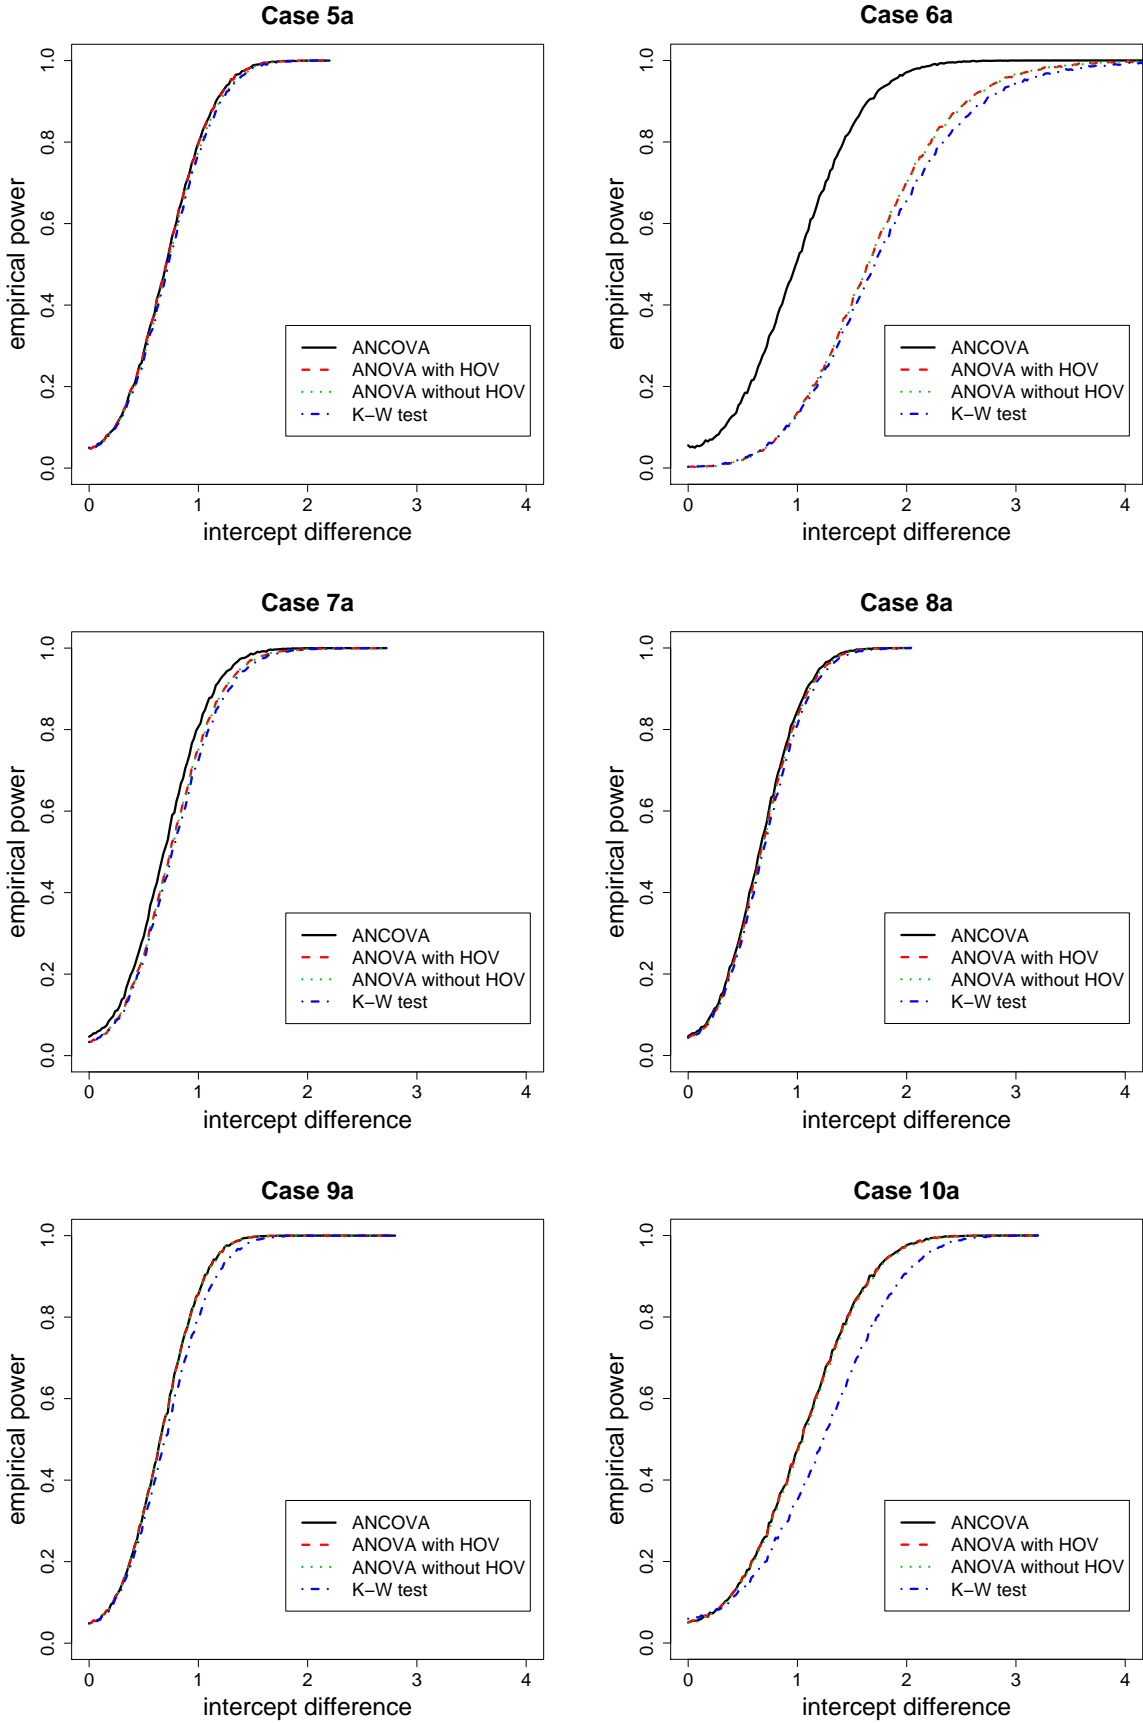 Case 5a
empirical power
0.0 0.2 0.4 0.6 0.8 1.0
ANCOVA
ANOVA with HOV
ANOVA without HOV
K−W test
0 1 2 3 4
intercept difference
Case 6a
empirical power
0.0 0.2 0.4 0.6 0.8 1.0
ANCOVA
ANOVA with HOV
ANOVA without HOV
K−W test
0 1 2 3 4
intercept difference
Case 7a
empirical power
0.0 0.2 0.4 0.6 0.8 1.0
ANCOVA
ANOVA with HOV
ANOVA without HOV
K−W test
0 1 2 3 4
intercept difference
Case 8a
empirical power
0.0 0.2 0.4 0.6 0.8 1.0
ANCOVA
ANOVA with HOV
ANOVA without HOV
K−W test
0 1 2 3 4
intercept difference
Case 9a
empirical power
0.0 0.2 0.4 0.6 0.8 1.0
ANCOVA
ANOVA with HOV
ANOVA without HOV
K−W test
0 1 2 3 4
intercept difference
Case 10a
empirical power
0.0 0.2 0.4 0.6 0.8 1.0
ANCOVA
ANOVA with HOV
ANOVA without HOV
K−W test
0 1 2 3 4
intercept difference